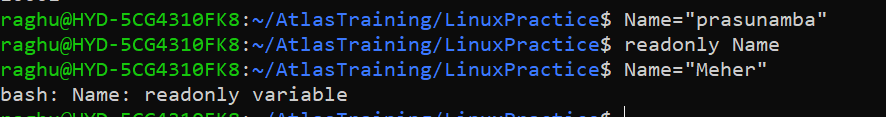 raghu@HYD-5CG4310FK8:~/AtlasTraining/LinuxPractice$ Name="prasunamba"
raghu@HYD-5CG4310FK8:~/AtlasTraining/LinuxPractice$ readonly Name
raghu@HYD-5CG4310FK8:~/AtlasTraining/LinuxPractice$ Name="Meher"
bash: Name: readonly variable
raghu@HYD-5CG4310FK8:~/AtlasTraining/LinuxPractice$